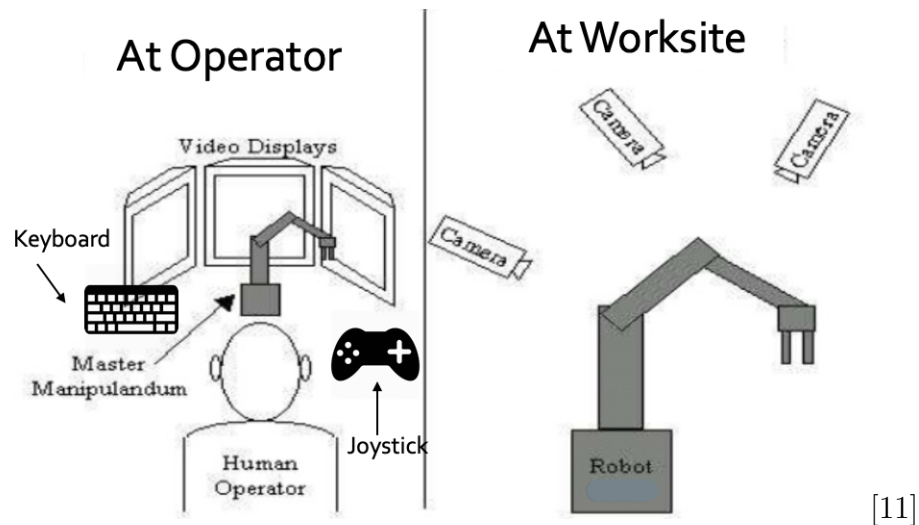 At Operator
At Worksite
Video Displays
Keyboard
Master
Manipulandum
Joystick
Human
Operator
Camera
Camera
Camera
Robot
[11]